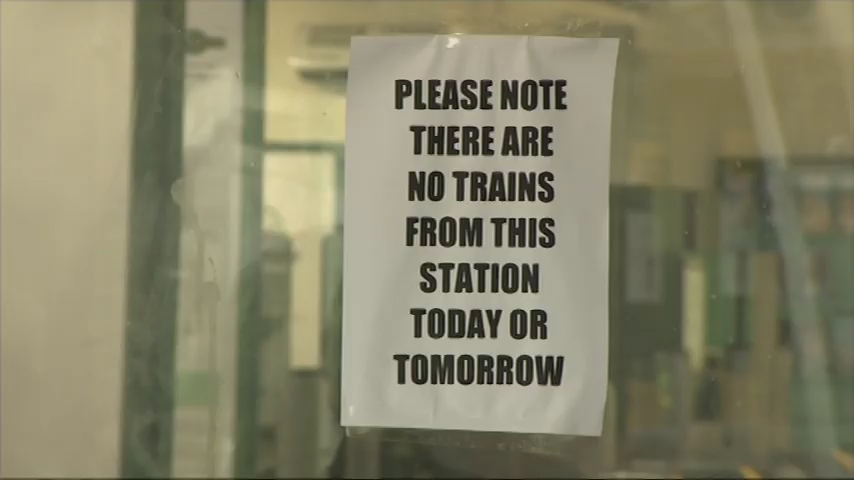 PLEASE NOTE
THERE ARE
NO TRAINS
FROM THIS
STATION
TODAY OR
TOMORROW